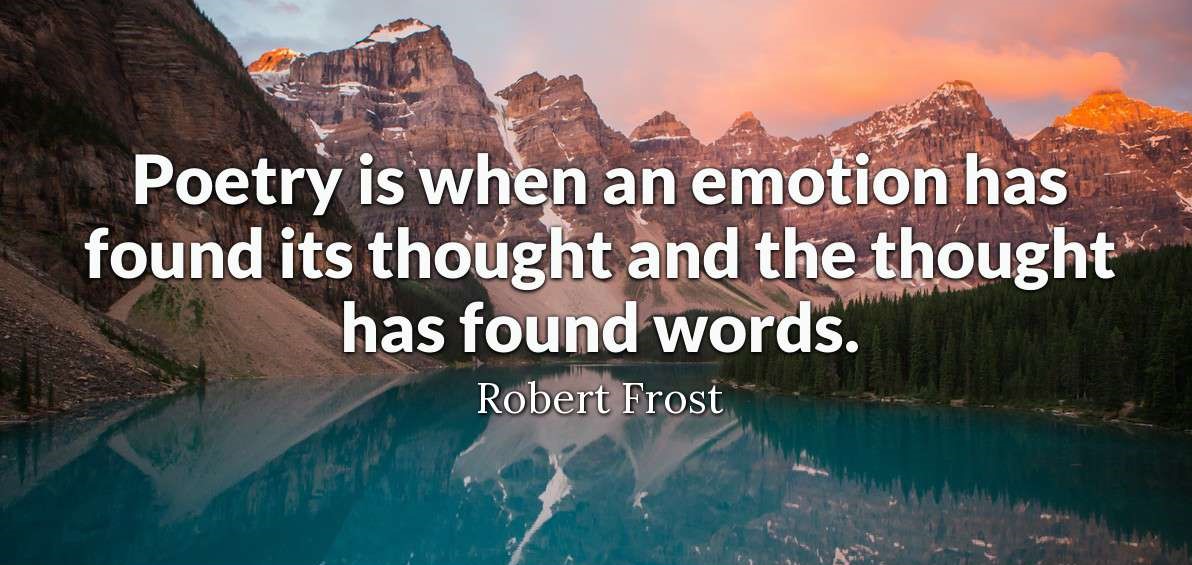 Poetry is when an emotion has
found its thought and the thought
has found words.
Robert Frost